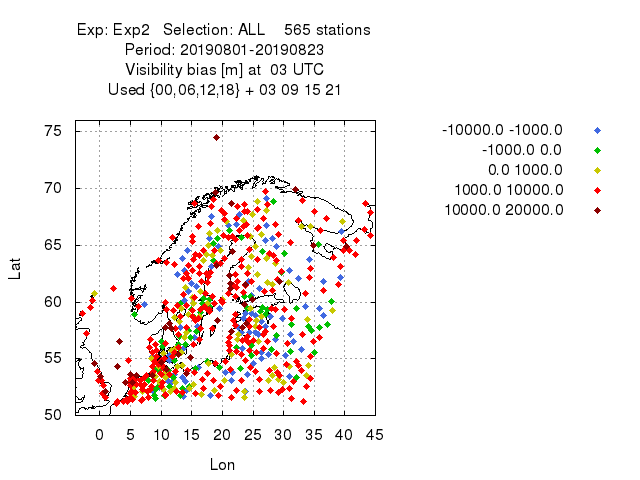 Exp: Exp2   Selection: ALL    565 stations
Period: 20190801-20190823
Visibility bias [m] at  03 UTC
Used {00,06,12,18} + 03 09 15 21
-10000.0 -1000.0
-1000.0 0.0
0.0 1000.0
1000.0 10000.0
10000.0 20000.0
75
70
65
60
55
50
Lat
0 5 10 15 20 25 30 35 40 45
Lon